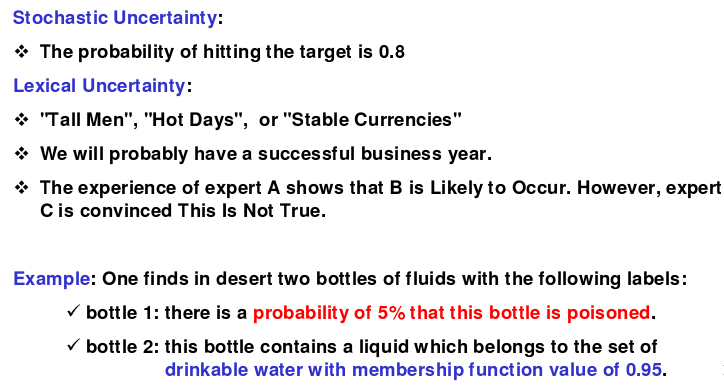 Stochastic Uncertainty:
❖ The probability of hitting the target is 0.8
Lexical Uncertainty:
❖ "Tall Men", "Hot Days", or "Stable Currencies"
❖ We will probably have a successful business year.
❖ The experience of expert A shows that B is Likely to Occur. However, expert
C is convinced This Is Not True.
Example: One finds in desert two bottles of fluids with the following labels:
✓ bottle 1: there is a probability of 5% that this bottle is poisoned.
✓ bottle 2: this bottle contains a liquid which belongs to the set of
drinkable water with membership function value of 0.95.